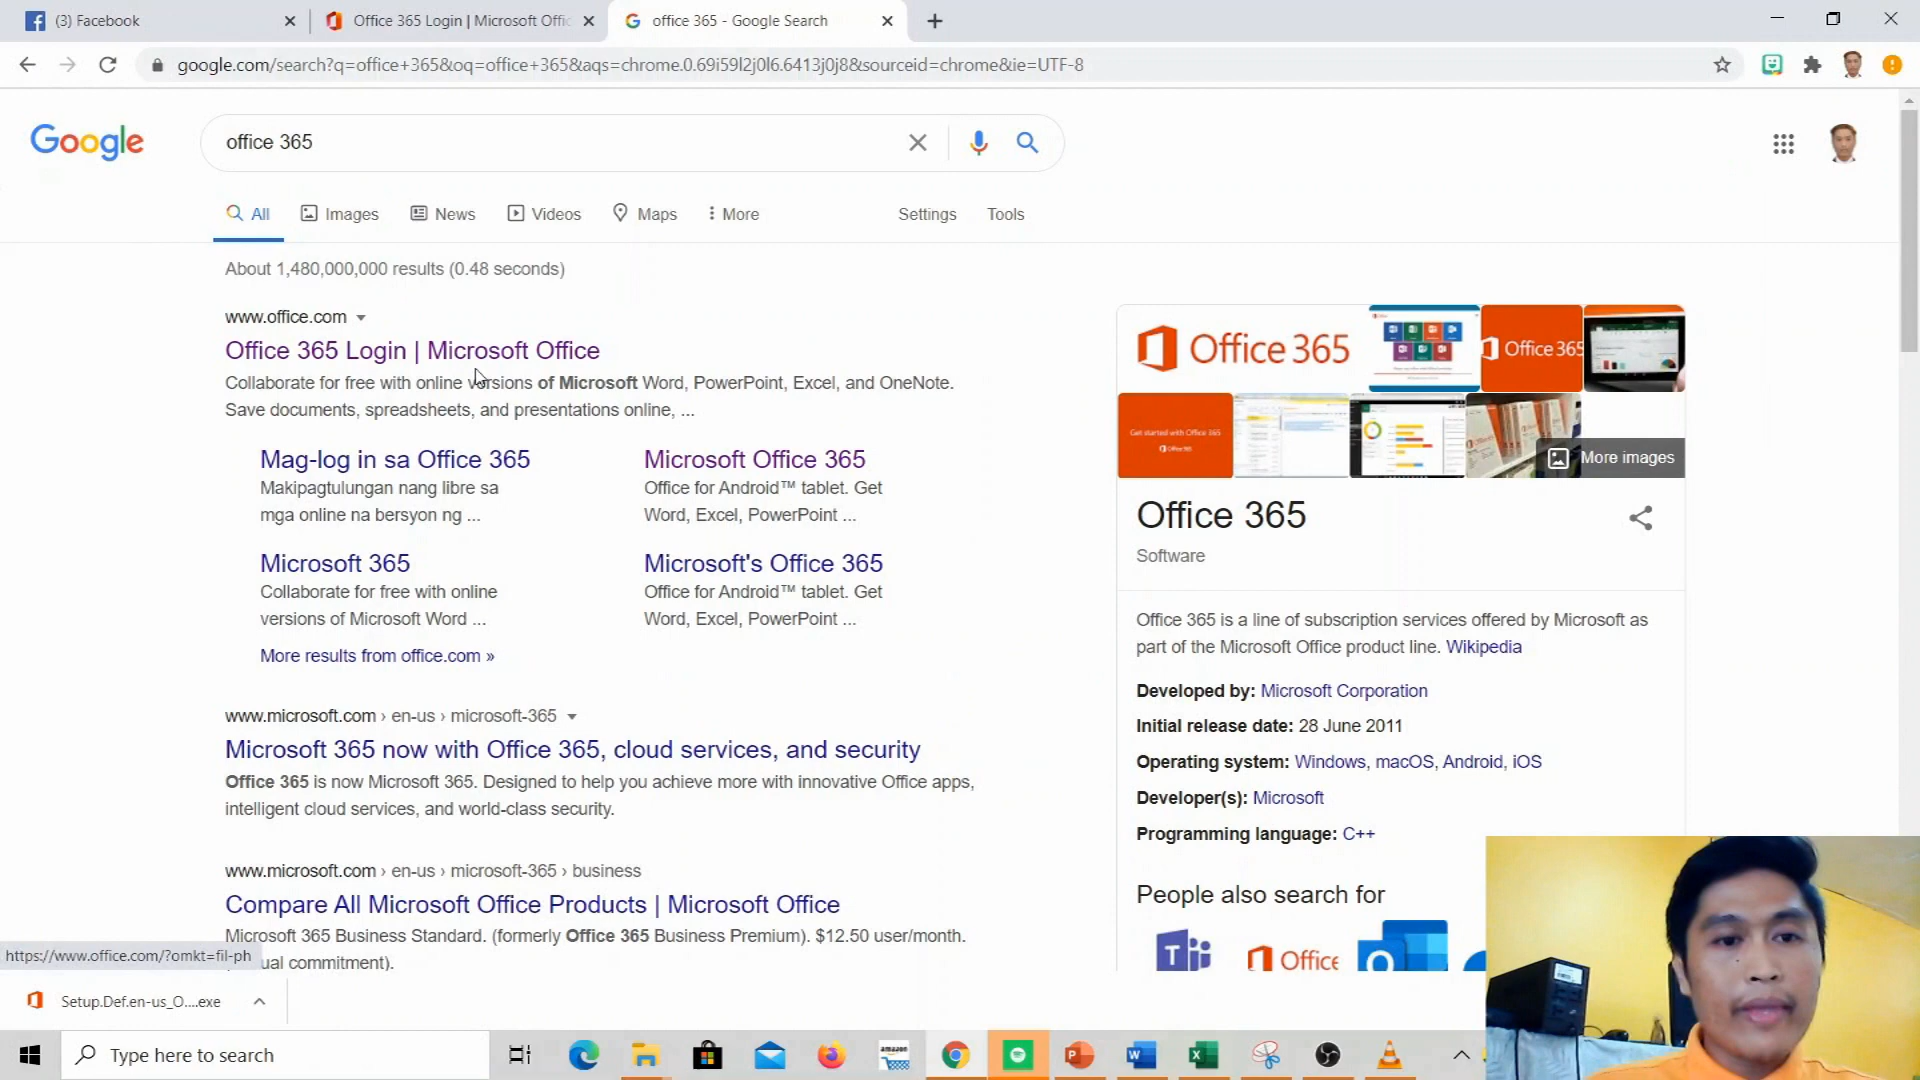 (3) Facebook
Office 365 Login | Microsoft Offic
office 365 - Google Search
google.com/search?q=office+365&oq=office+365&aqs=chrome.0.69i59l2j0l6.6413j0j8&sourceid=chrome&ie=UTF-8
Google
office 365
All
Images
News
Videos
Maps
More
Settings
Tools
About 1,480,000,000 results (0.48 seconds)
www.office.com
Office 365 Login | Microsoft Office
Collaborate for free with online versions of Microsoft Word, PowerPoint, Excel, and OneNote.
Save documents, spreadsheets, and presentations online, ...
Mag-log in sa Office 365
Makipagtulungan nang libre sa
mga online na bersyon ng ...
Microsoft Office 365
Office for Android™ tablet. Get
Word, Excel, PowerPoint ...
Microsoft 365
Collaborate for free with online
versions of Microsoft Word ...
Microsoft's Office 365
Office for Android™ tablet. Get
Word, Excel, PowerPoint ...
More results from office.com »
www.microsoft.com › en-us › microsoft-365
Microsoft 365 now with Office 365, cloud services, and security
Office 365 is now Microsoft 365. Designed to help you achieve more with innovative Office apps,
intelligent cloud services, and world-class security.
www.microsoft.com › en-us › microsoft-365 › business
Compare All Microsoft Office Products | Microsoft Office
Microsoft 365 Business Standard. (formerly Office 365 Business Premium). $12.50 user/month.
ual commitment).
Office 365
Office 365
Get started with Office 365
Office 365
More images
Office 365
Software
Office 365 is a line of subscription services offered by Microsoft as
part of the Microsoft Office product line. Wikipedia
Developed by: Microsoft Corporation
Initial release date: 28 June 2011
Operating system: Windows, macOS, Android, iOS
Developer(s): Microsoft
Programming language: C++
People also search for
Office
https://www.office.com/?omkt=fil-ph
Setup.Def.en-us_O....exe
Type here to search
amazon